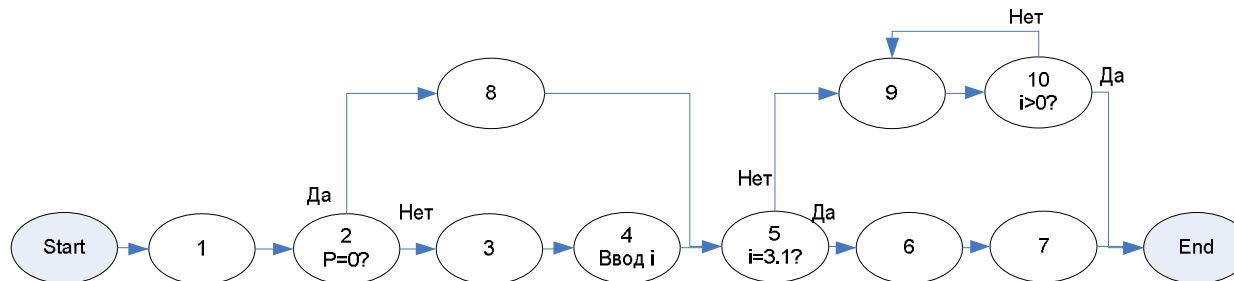 Нет
8
9
10
i>0?
Да
Да
Нет
Нет
Да
Start
1
2
P=0?
3
4
Ввод i
5
i=3.1?
6
7
End